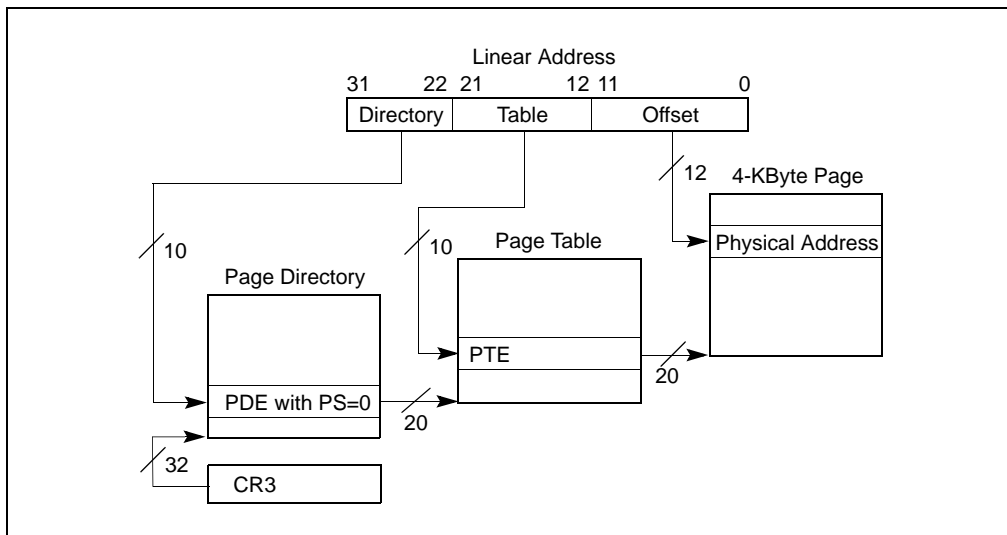 Linear Address
31 22 21 12 11 0
Directory Table Offset
12
4-KByte Page
Physical Address
10
10
Page Table
Page Directory
PTE
20
PDE with PS=0
20
32
CR3